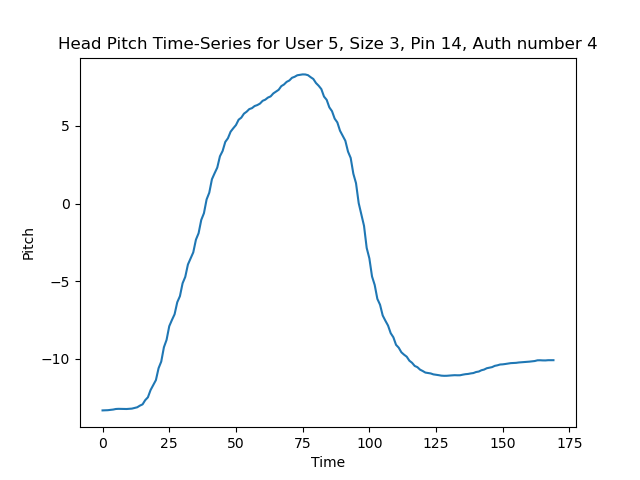 Head Pitch Time-Series for User 5, Size 3, Pin 14, Auth number 4
5
0
−5
−10
Pitch
0 25 50 75 100 125 150 175
Time